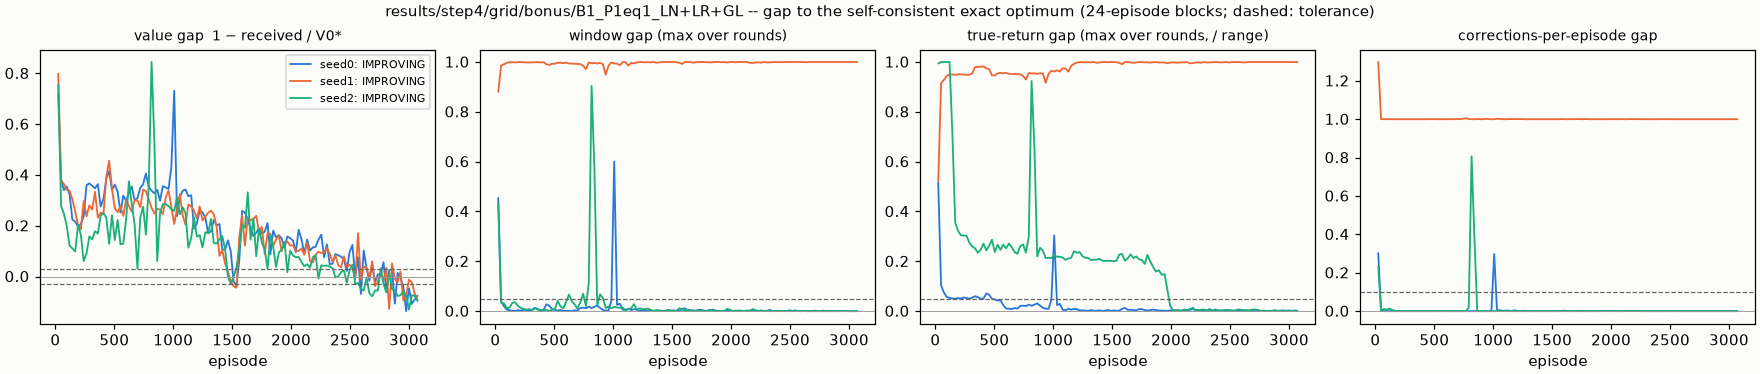 results/step4/grid/bonus/B1_P1eq1_LN+LR+GL -- gap to the self-consistent exact optimum (24-episode blocks; dashed: tolerance)
value gap 1 − received / V0*
window gap (max over rounds)
true-return gap (max over rounds, / range)
corrections-per-episode gap
seed0: IMPROVING
seed1: IMPROVING
seed2: IMPROVING
0.8
0.6
0.4
0.2
0.0
0 500 1000 1500 2000 2500 3000
episode
1.0
0.8
0.6
0.4
0.2
0.0
0 500 1000 1500 2000 2500 3000
episode
1.0
0.8
0.6
0.4
0.2
0.0
0 500 1000 1500 2000 2500 3000
episode
1.2
1.0
0.8
0.6
0.4
0.2
0.0
0 500 1000 1500 2000 2500 3000
episode